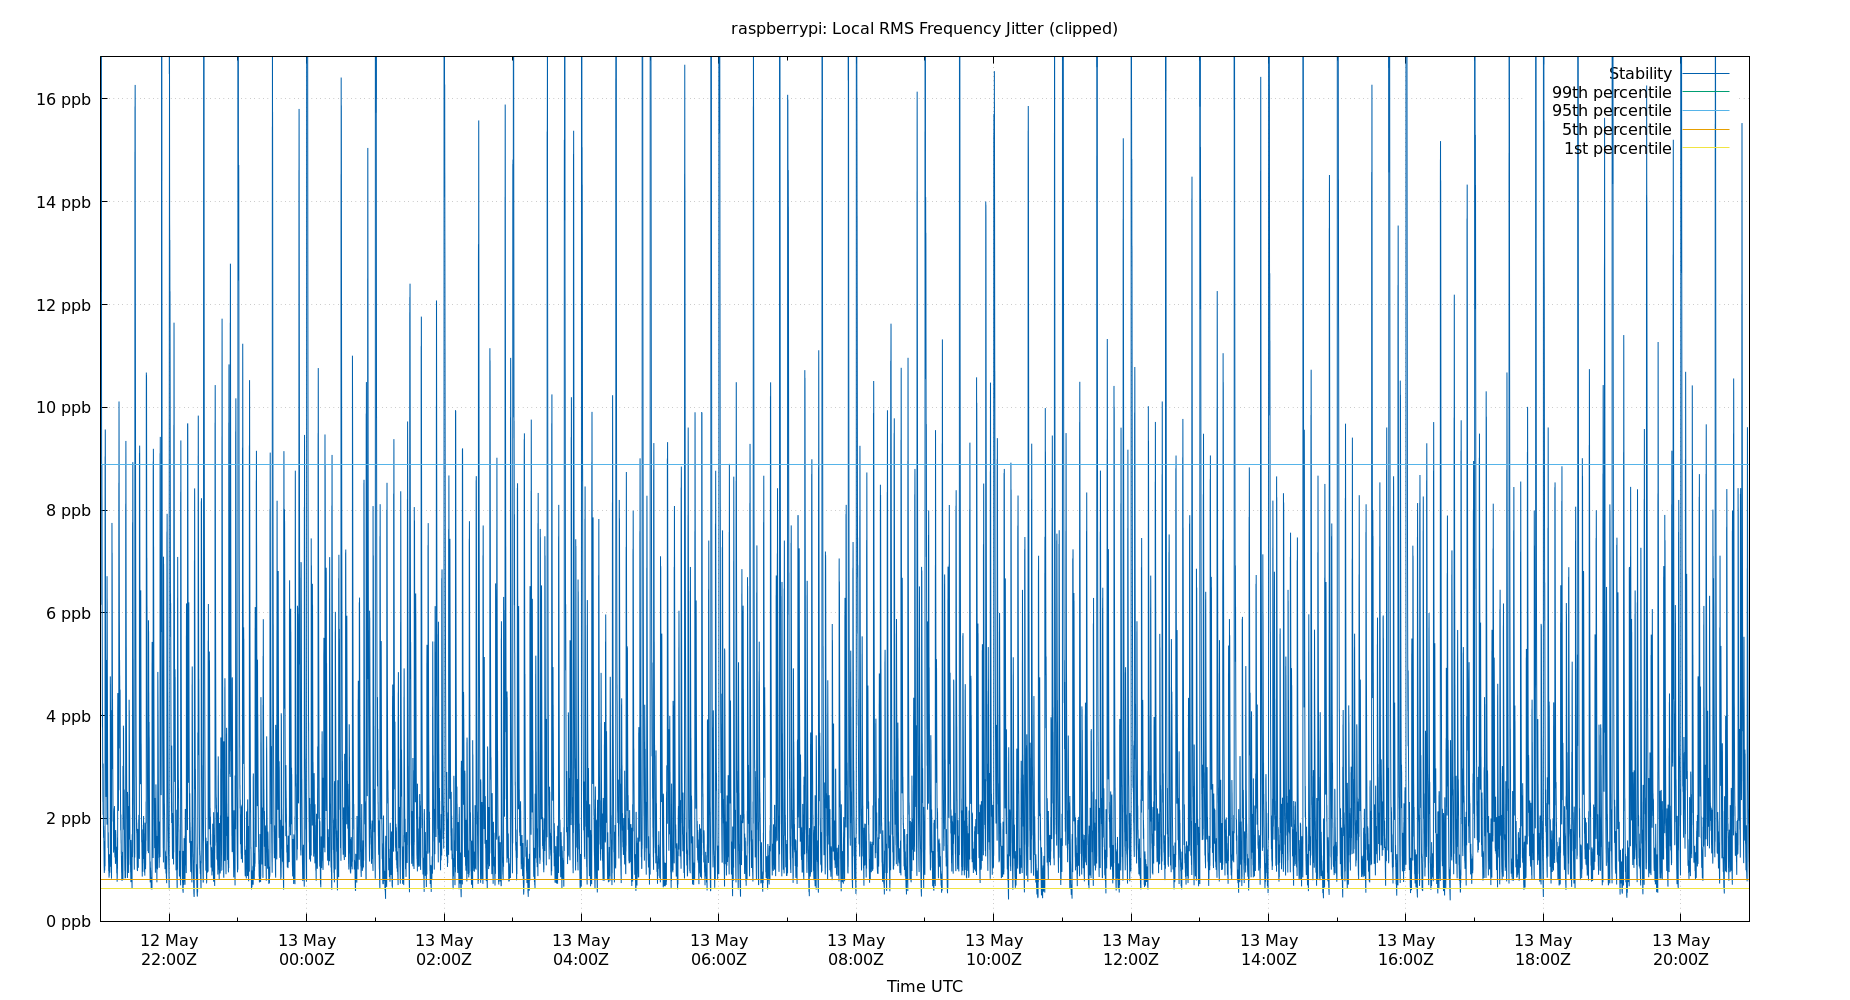 raspberrypi: Local RMS Frequency Jitter (clipped)
Stability
99th percentile
95th percentile
5th percentile
1st percentile
16 ppb
14 ppb
12 ppb
10 ppb
8 ppb
6 ppb
4 ppb
2 ppb
0 ppb
12 May 13 May 13 May 13 May 13 May 13 May 13 May 13 May 13 May 13 May 13 May 13 May
22:00Z 00:00Z 02:00Z 04:00Z 06:00Z 08:00Z 10:00Z 12:00Z 14:00Z 16:00Z 18:00Z 20:00Z
Time UTC